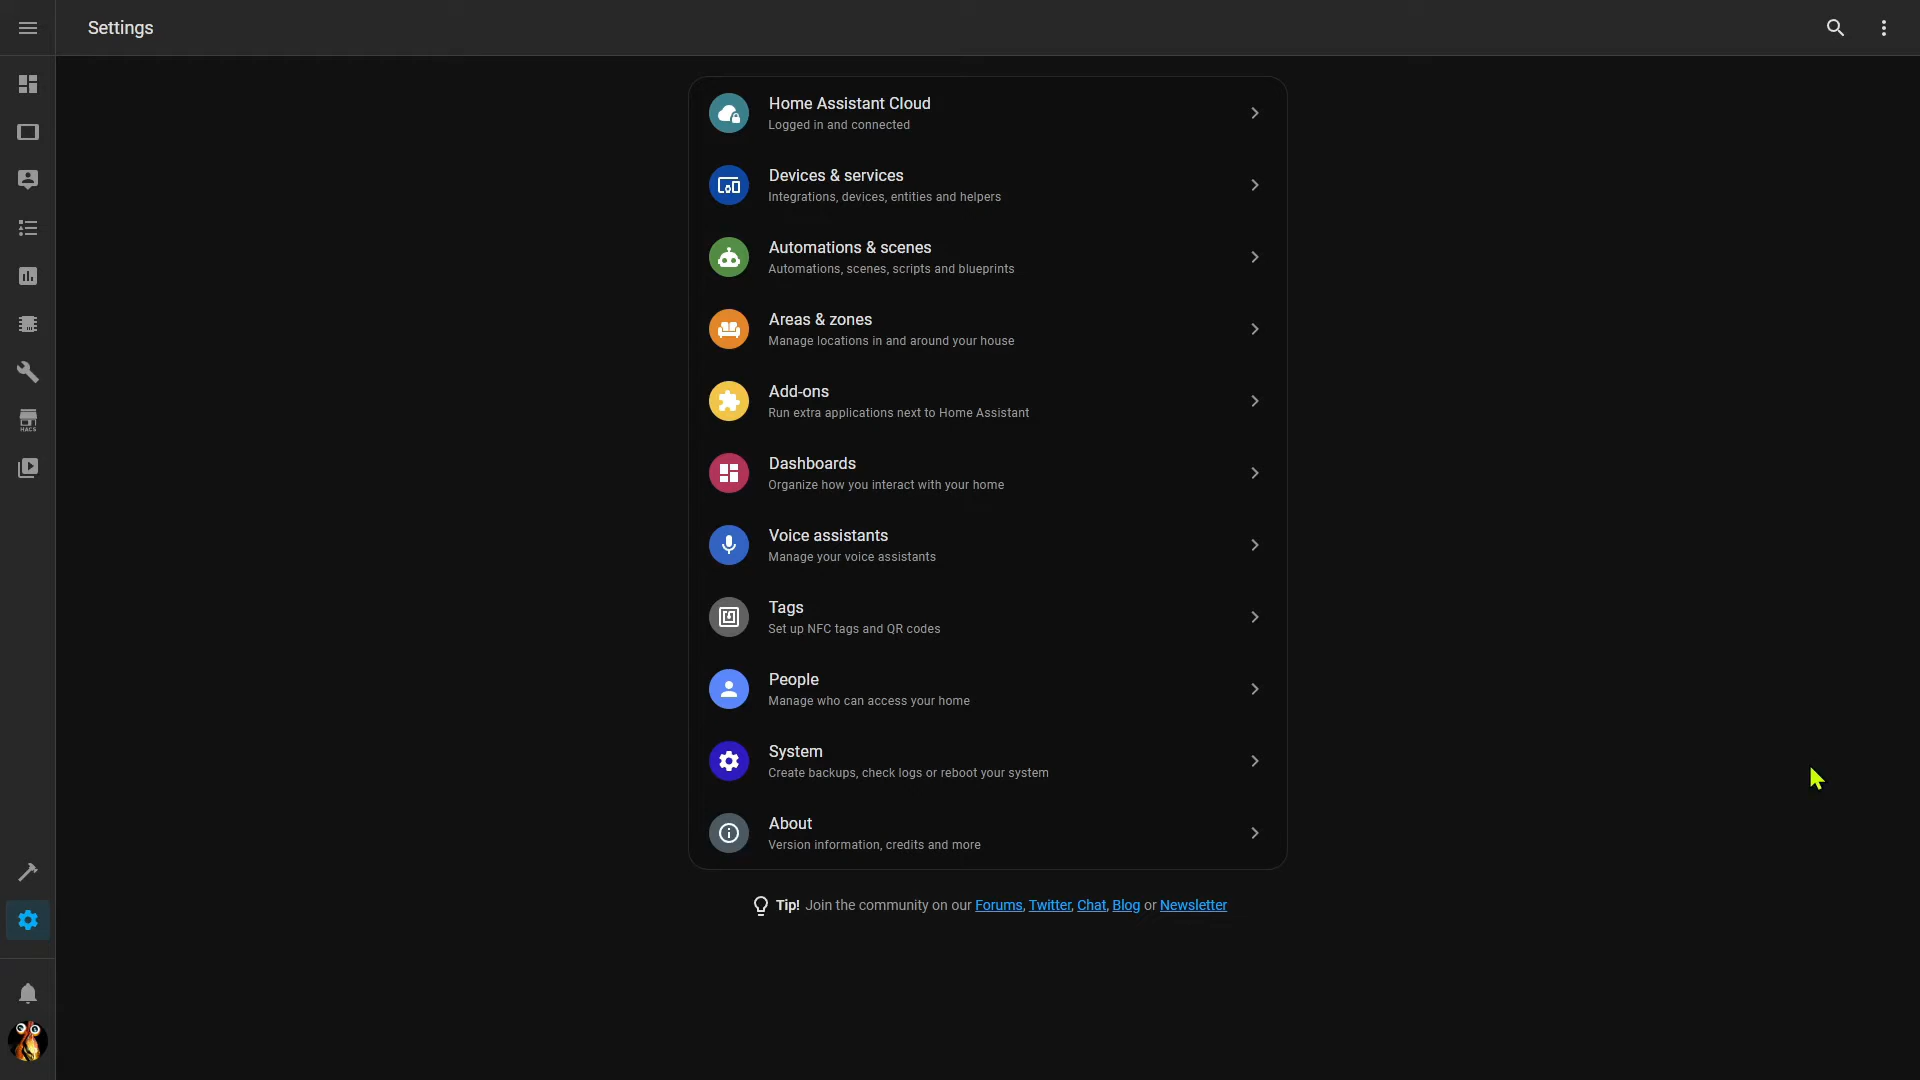 Settings
Home Assistant Cloud
Logged in and connected
Devices & services
Integrations, devices, entities and helpers
Automations & scenes
Automations, scenes, scripts and blueprints
Areas & zones
Manage locations in and around your house
Add-ons
Run extra applications next to Home Assistant
HACS
Dashboards
Organize how you interact with your home
Voice assistants
Manage your voice assistants
Tags
Set up NFC tags and QR codes
People
Manage who can access your home
System
Create backups, check logs or reboot your system
About
Version information, credits and more
Tip! Join the community on our Forums, Twitter, Chat, Blog or Newsletter